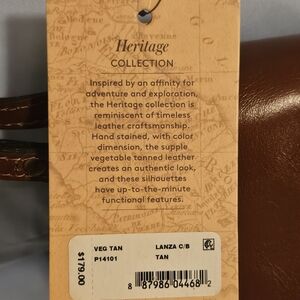 Heritage
COLLECTION
Inspired by an affinity for
adventure and exploration,
the Heritage collection is
reminiscent of timeless
leather craftsmanship.
Hand stained, with color
dimension, the supple
vegetable tanned leather
creates an authentic look,
and these silhouettes
have up-to-the-minute
functional features.
$179.00
VEG TAN LANZA C/B
P14101 TAN
8 87986 04468 2